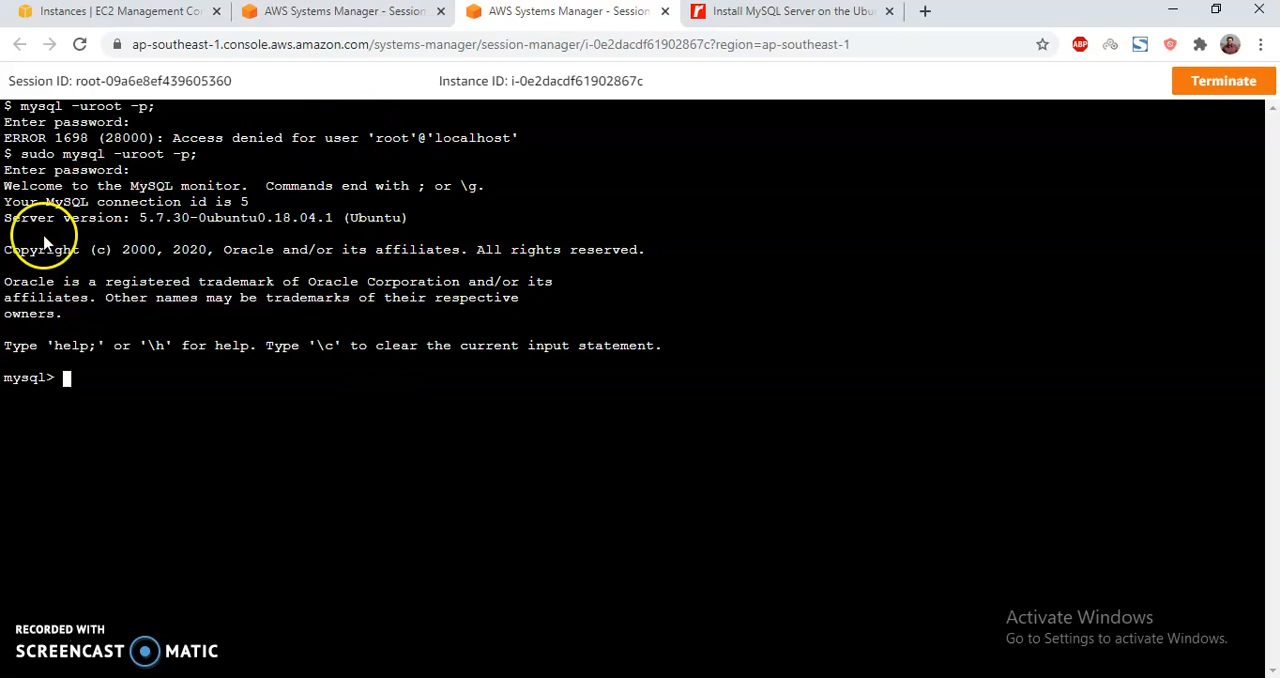 Instances | EC2 Management Co
AWS Systems Manager - Session
AWS Systems Manager - Session
Install MySQL Server on the Ubu
ap-southeast-1.console.aws.amazon.com/systems-manager/session-manager/i-0e2dacdf61902867c?region=ap-southeast-1
ABP
Session ID: root-09a6e8ef439605360
Instance ID: i-0e2dacdf61902867c
Terminate
$ mysql -uroot -p;
Enter password:
ERROR 1698 (28000): Access denied for user 'root'@'localhost'
$ sudo mysql -uroot -p;
Enter password:
Welcome to the MySQL monitor.  Commands end with ; or \g.
Your MySQL connection id is 5
Server version: 5.7.30-0ubuntu0.18.04.1 (Ubuntu)
Copyright (c) 2000, 2020, Oracle and/or its affiliates. All rights reserved.
Oracle is a registered trademark of Oracle Corporation and/or its
affiliates. Other names may be trademarks of their respective
owners.
Type 'help;' or '\h' for help. Type '\c' to clear the current input statement.
mysql>
Activate Windows
Go to Settings to activate Windows.
RECORDED WITH
SCREENCAST MATIC